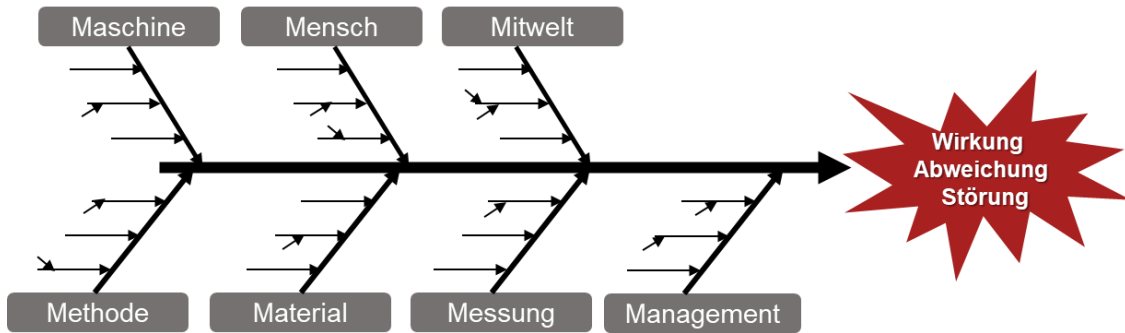 Maschine
Mensch
Mitwelt
Wirkung
Abweichung
Störung
Methode
Material
Messung
Management